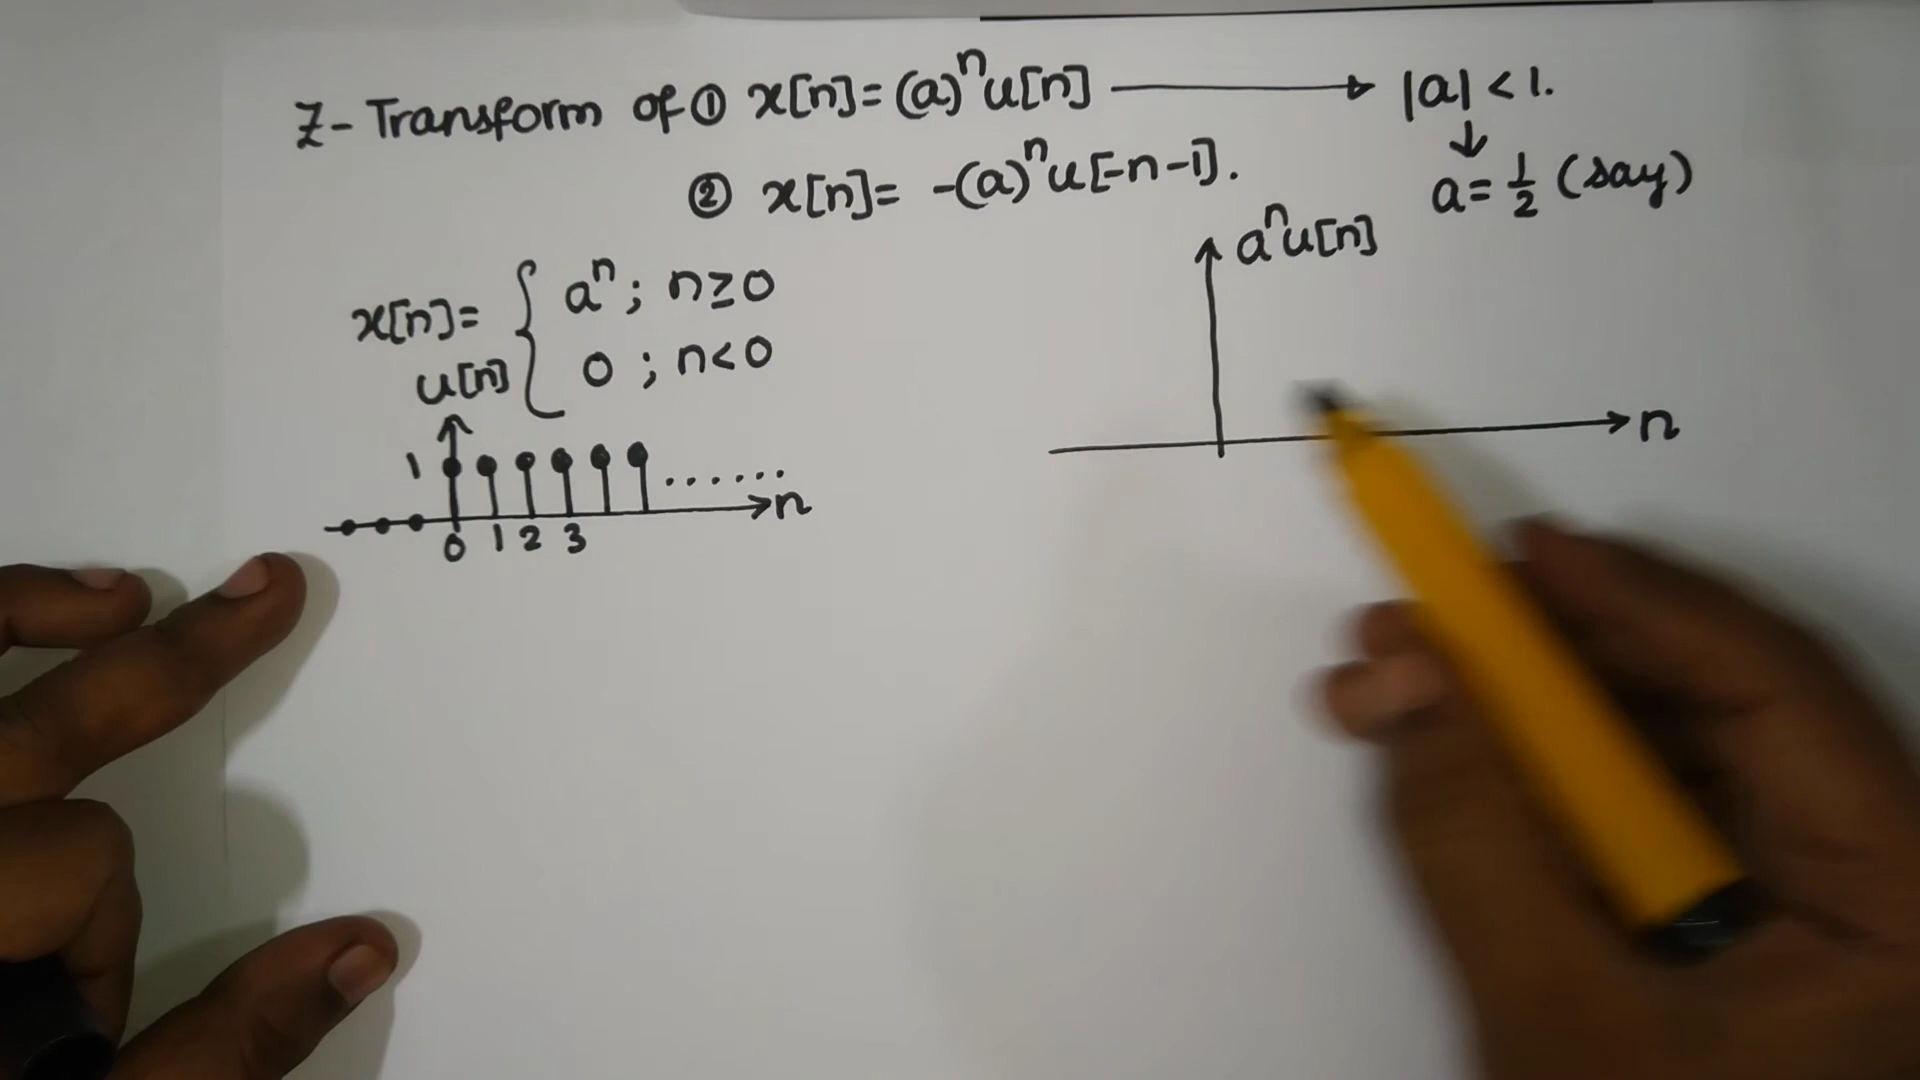 Z-Transform of ① x[n]= (a)ⁿu[n] → |a|<1.
↓
② x[n]= -(a)ⁿu[-n-1].
a= 1/2 (say)
aⁿu[n]
x[n]= { aⁿ ; n≥0
0 ; n<0
u[n]
n
1 ......
n
0 1 2 3